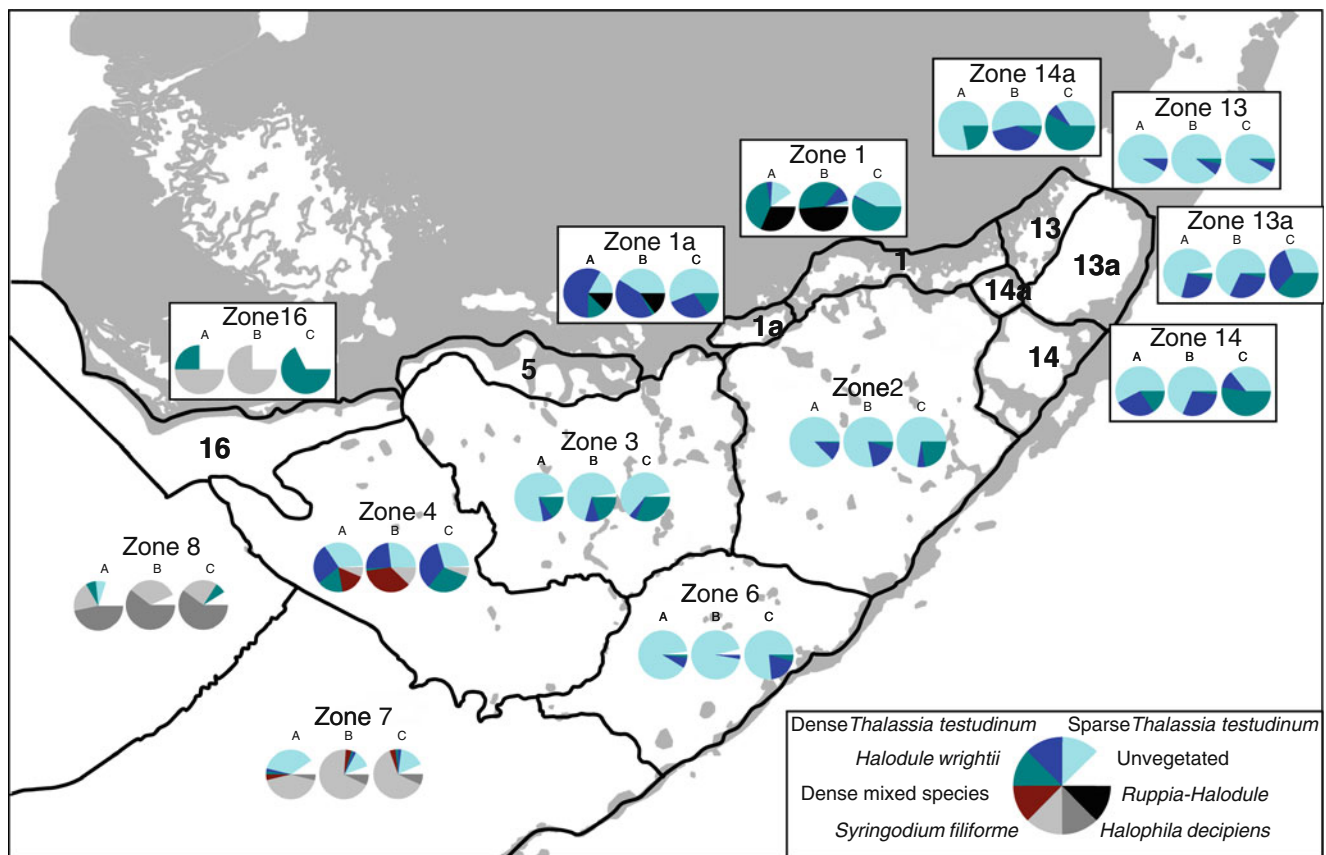 Zone 14a
A B C
Zone 13
A B C
Zone 1
A B C
13
Zone 13a
A B C
Zone 1a
A B C
1
13a
14a
Zone16
A B C
1a
14
Zone 14
A B C
5
Zone2
A B C
16
Zone 3
A B C
Zone 4
A B C
Zone 8
A B C
Zone 6
A B C
Zone 7
A B C
Dense Thalassia testudinum
Sparse Thalassia testudinum
Halodule wrightii
Unvegetated
Dense mixed species
Ruppia-Halodule
Syringodium filiforme
Halophila decipiens